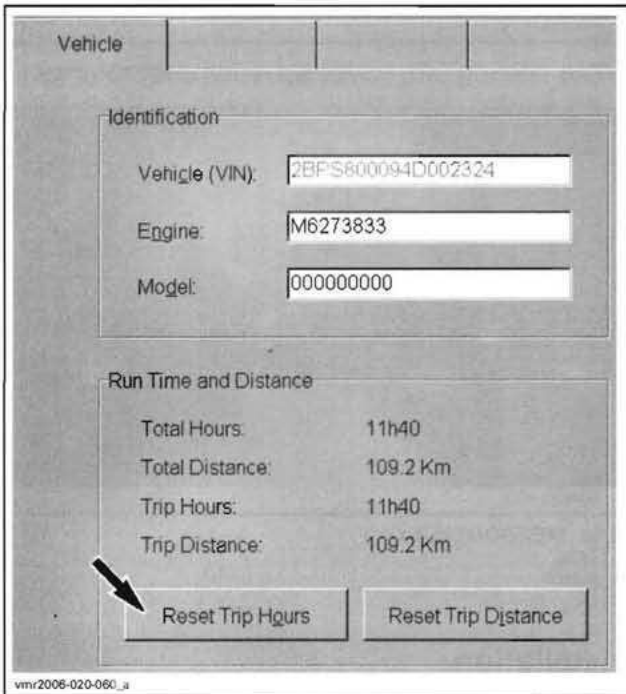 Vehicle
Identification
Vehicle (VIN): 2BPS800094D002324
Engine: M6273833
Model: 000000000
Run Time and Distance
Total Hours: 11h40
Total Distance: 109.2 Km
Trip Hours: 11h40
Trip Distance: 109.2 Km
Reset Trip Hours Reset Trip Distance
vmr2006-020-060_a